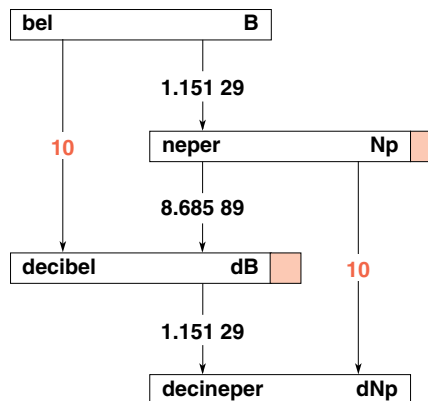 bel B
1.151 29
neper Np
10
8.685 89
decibel dB
10
1.151 29
decineper dNp